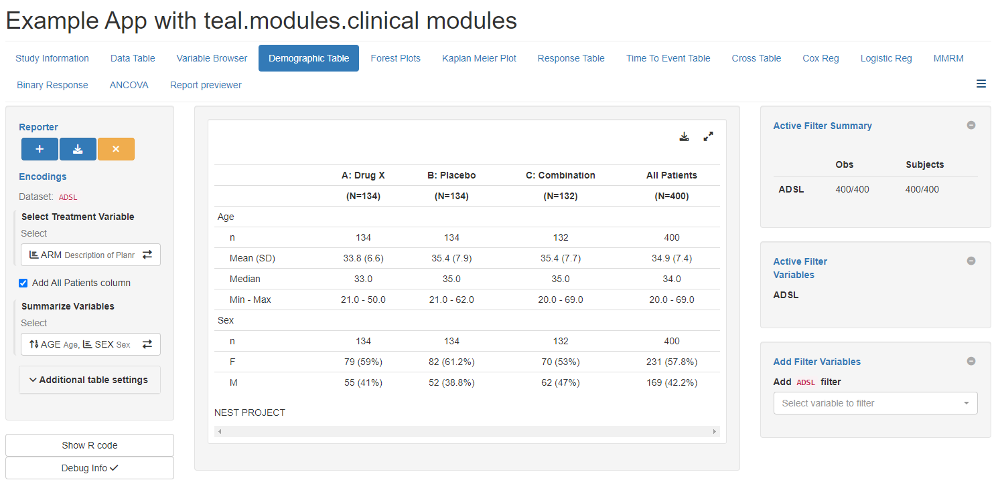 Example App with teal.modules.clinical modules
Study Information Data Table Variable Browser Demographic Table Forest Plots Kaplan Meier Plot Response Table Time To Event Table Cross Table Cox Reg Logistic Reg MMRM
Binary Response ANCOVA Report previewer
Reporter
Encodings
Dataset: ADSL
Select Treatment Variable
Select
ARM Description of Planr
Add All Patients column
Summarize Variables
Select
AGE Age, SEX Sex
Additional table settings
Show R code
Debug Info
A: Drug X B: Placebo C: Combination All Patients
(N=134) (N=134) (N=132) (N=400)
Age
n 134 134 132 400
Mean (SD) 33.8 (6.6) 35.4 (7.9) 35.4 (7.7) 34.9 (7.4)
Median 33.0 35.0 35.0 34.0
Min - Max 21.0 - 50.0 21.0 - 62.0 20.0 - 69.0 20.0 - 69.0
Sex
n 134 134 132 400
F 79 (59%) 82 (61.2%) 70 (53%) 231 (57.8%)
M 55 (41%) 52 (38.8%) 62 (47%) 169 (42.2%)
NEST PROJECT
Active Filter Summary
Obs Subjects
ADSL 400/400 400/400
Active Filter
Variables
ADSL
Add Filter Variables
Add ADSL filter
Select variable to filter